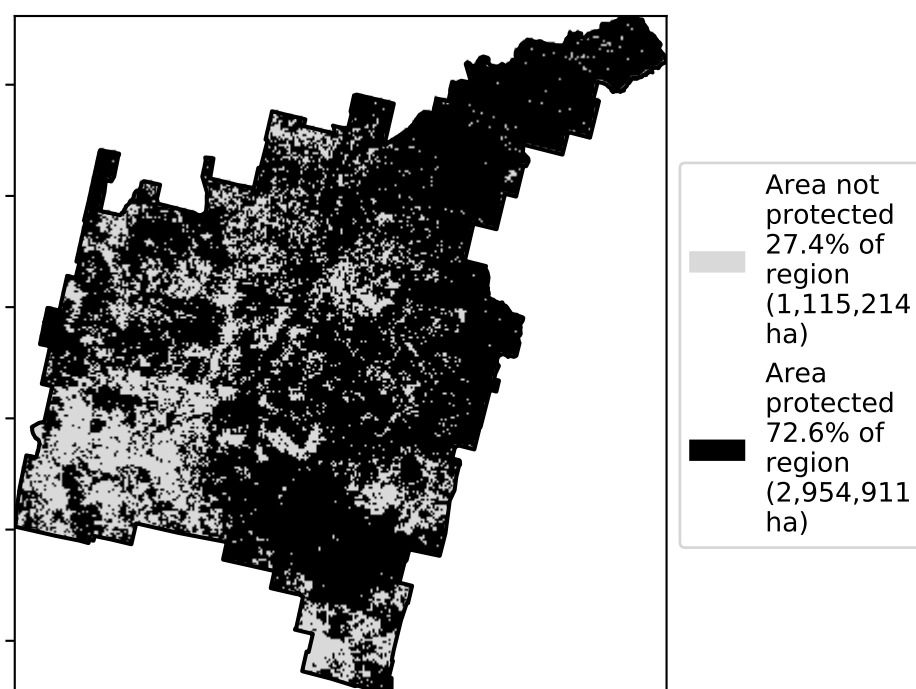 Area not
protected
27.4% of
region
(1,115,214
ha)
Area
protected
72.6% of
region
(2,954,911
ha)